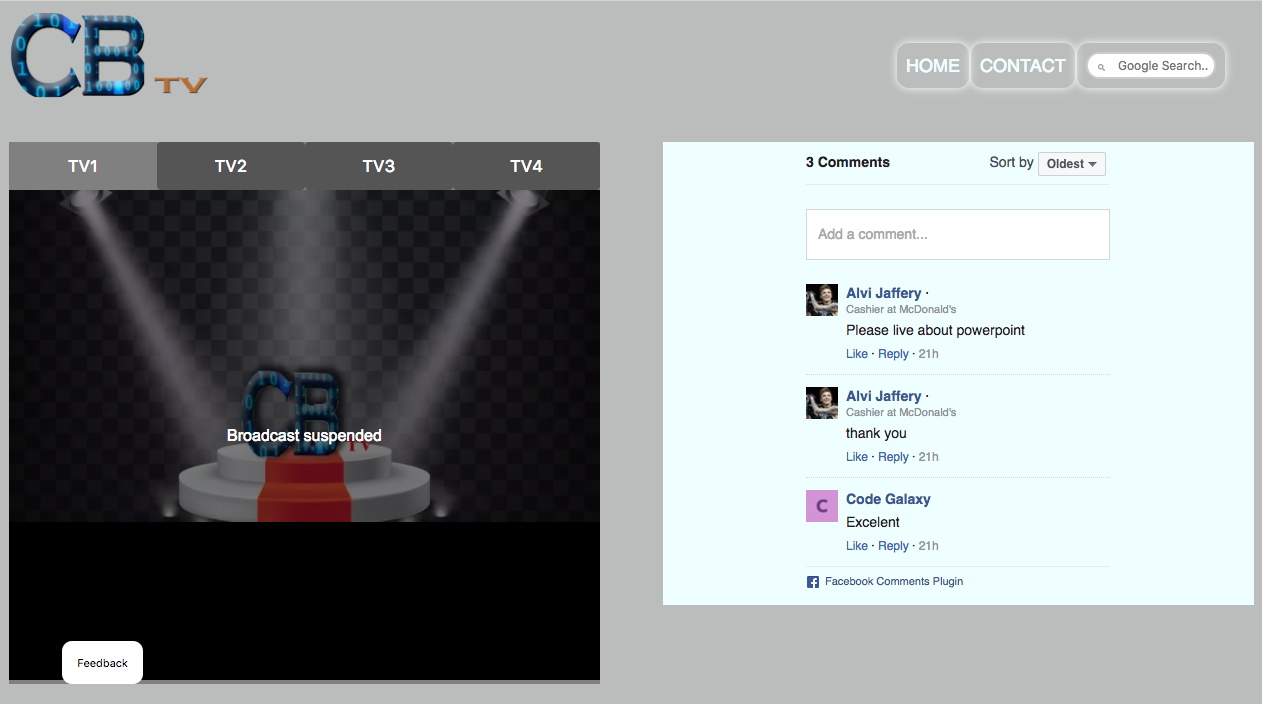 CB TV
HOME
CONTACT
Google Search..
TV1
TV2
TV3
TV4
CB TV
Broadcast suspended
Feedback
3 Comments
Sort by Oldest
Add a comment...
Alvi Jaffery ·
Cashier at McDonald's
Please live about powerpoint
Like · Reply · 21h
Alvi Jaffery ·
Cashier at McDonald's
thank you
Like · Reply · 21h
C
Code Galaxy
Excelent
Like · Reply · 21h
Facebook Comments Plugin